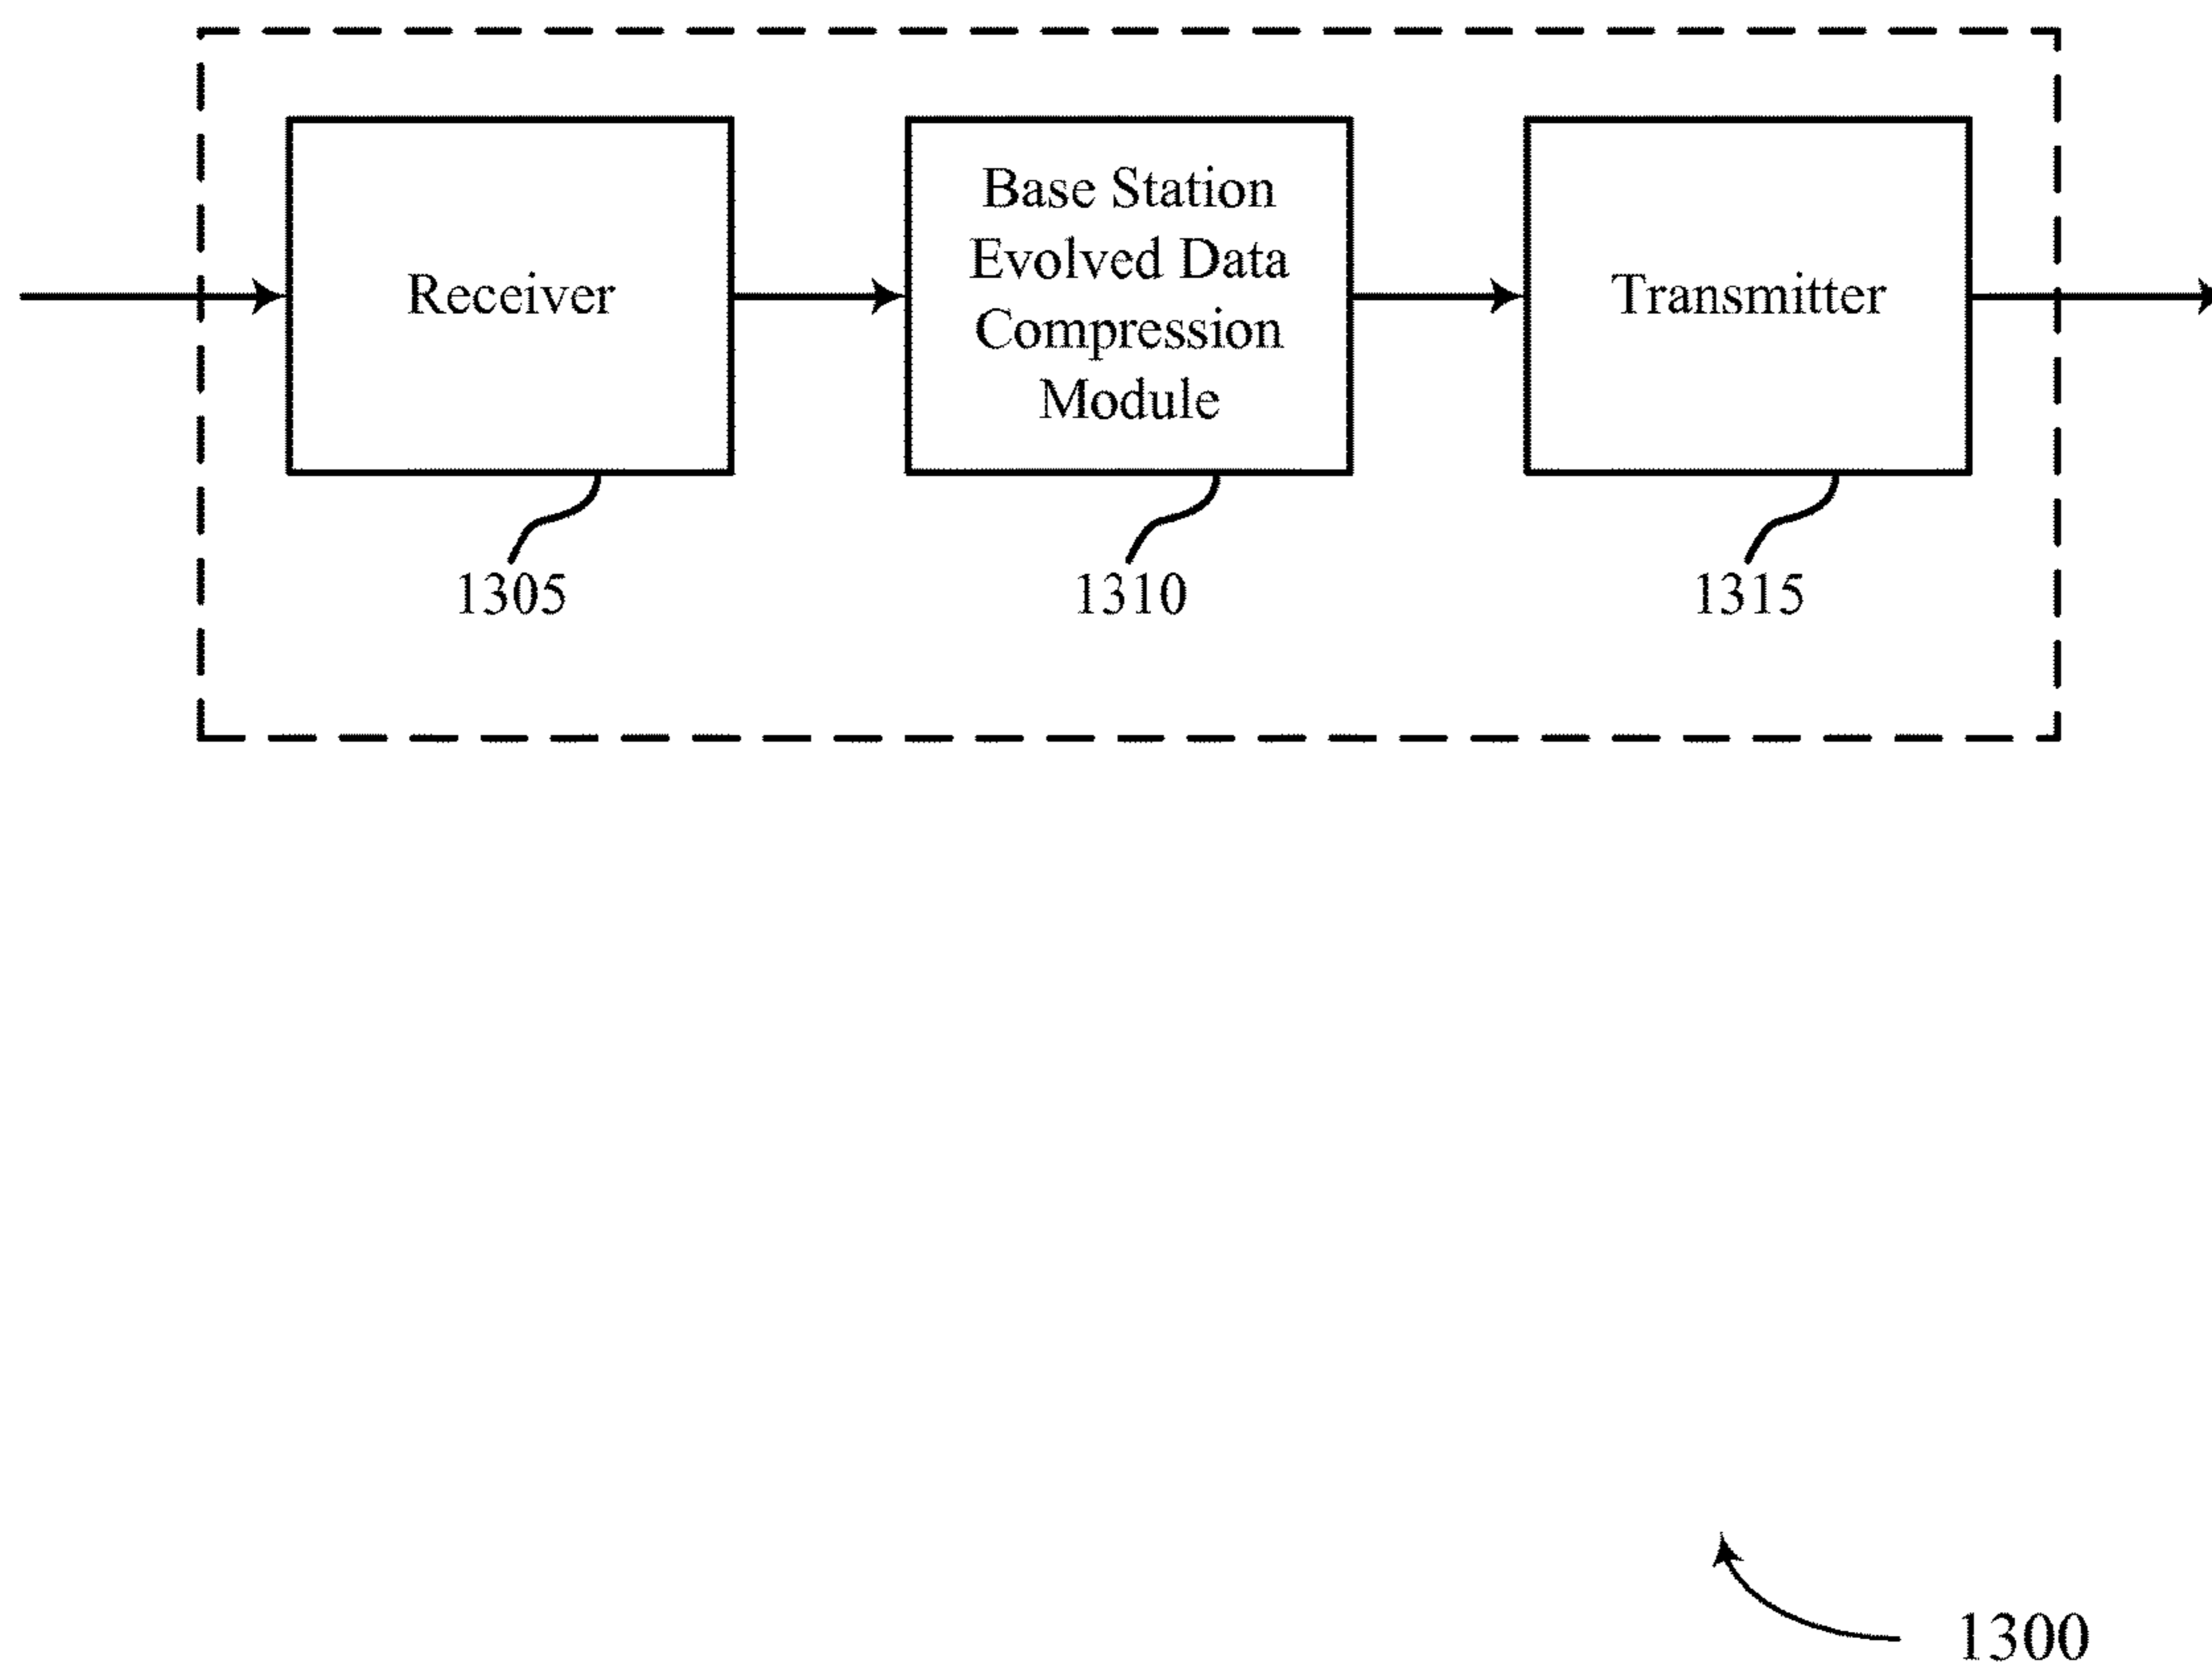 Receiver
Base Station
Evolved Data
Compression
Module
Transmitter
1305
1310
1315
1300